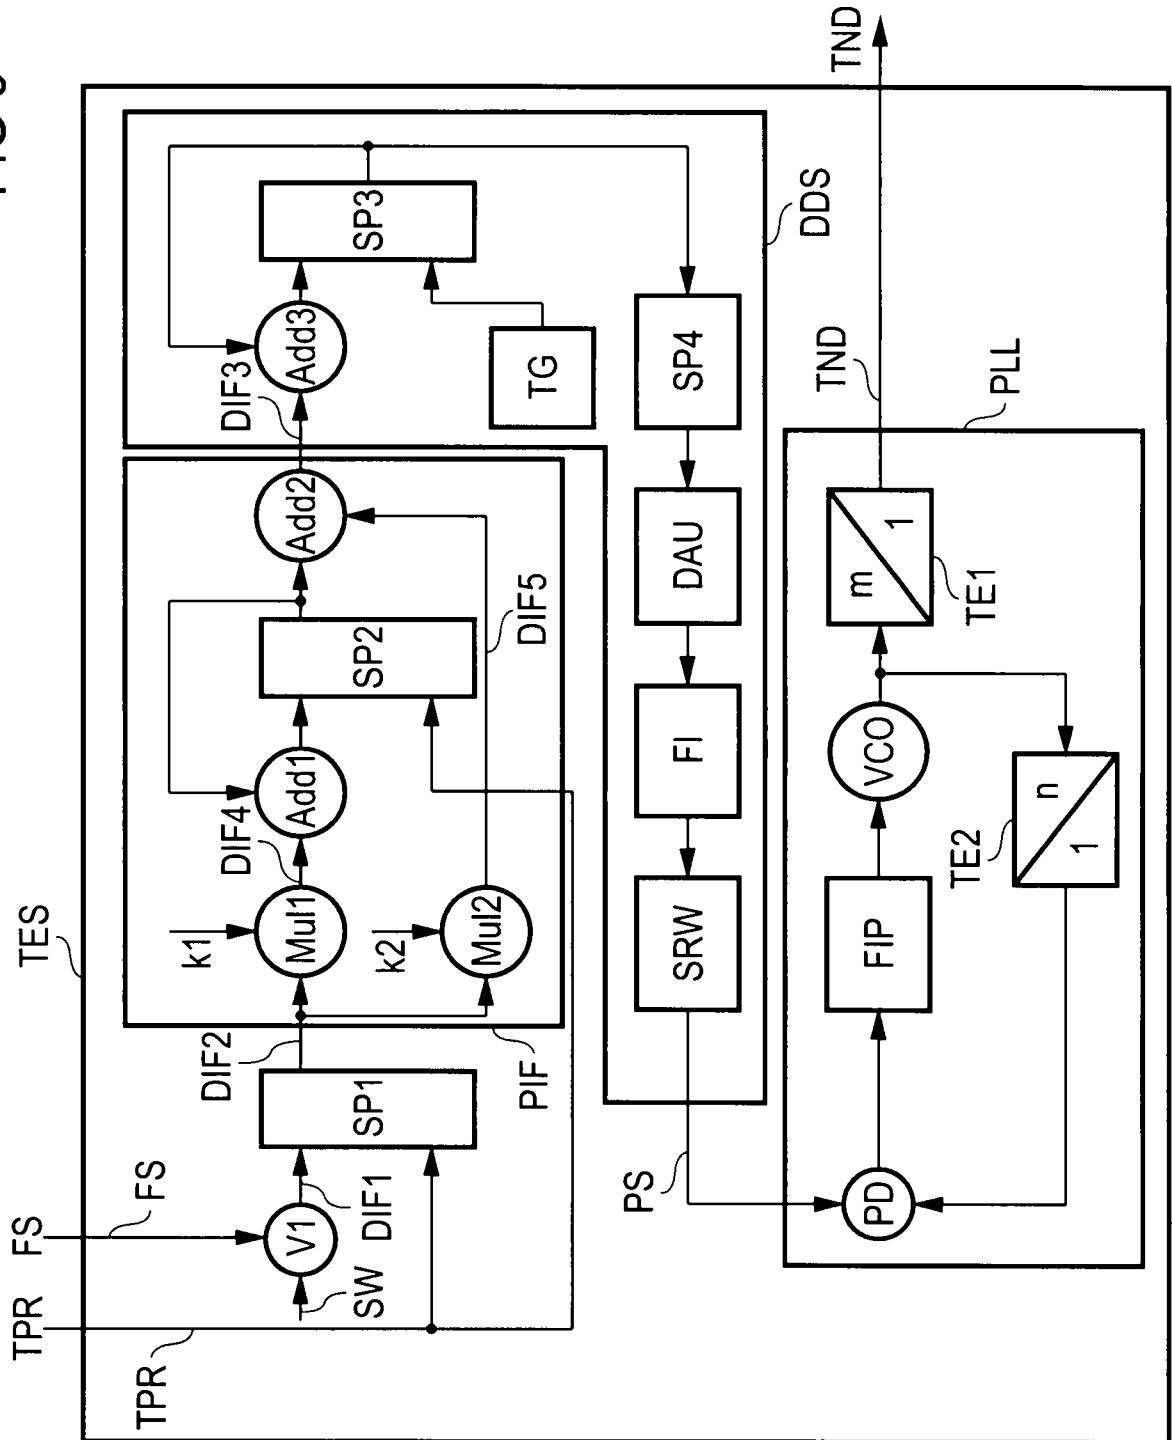 TPR
FS
TES
TPR
FS
DIF2
k1
DIF4
DIF3
V1
Mul1
Add1
Add2
Add3
SW
DIF1
SP1
SP2
SP3
k2
Mul2
PIF
DIF5
TG
PS
SRW
FI
DAU
SP4
DDS
TND
TND
PD
FIP
VCO
m
1
TE2
TE1
PLL
1
n